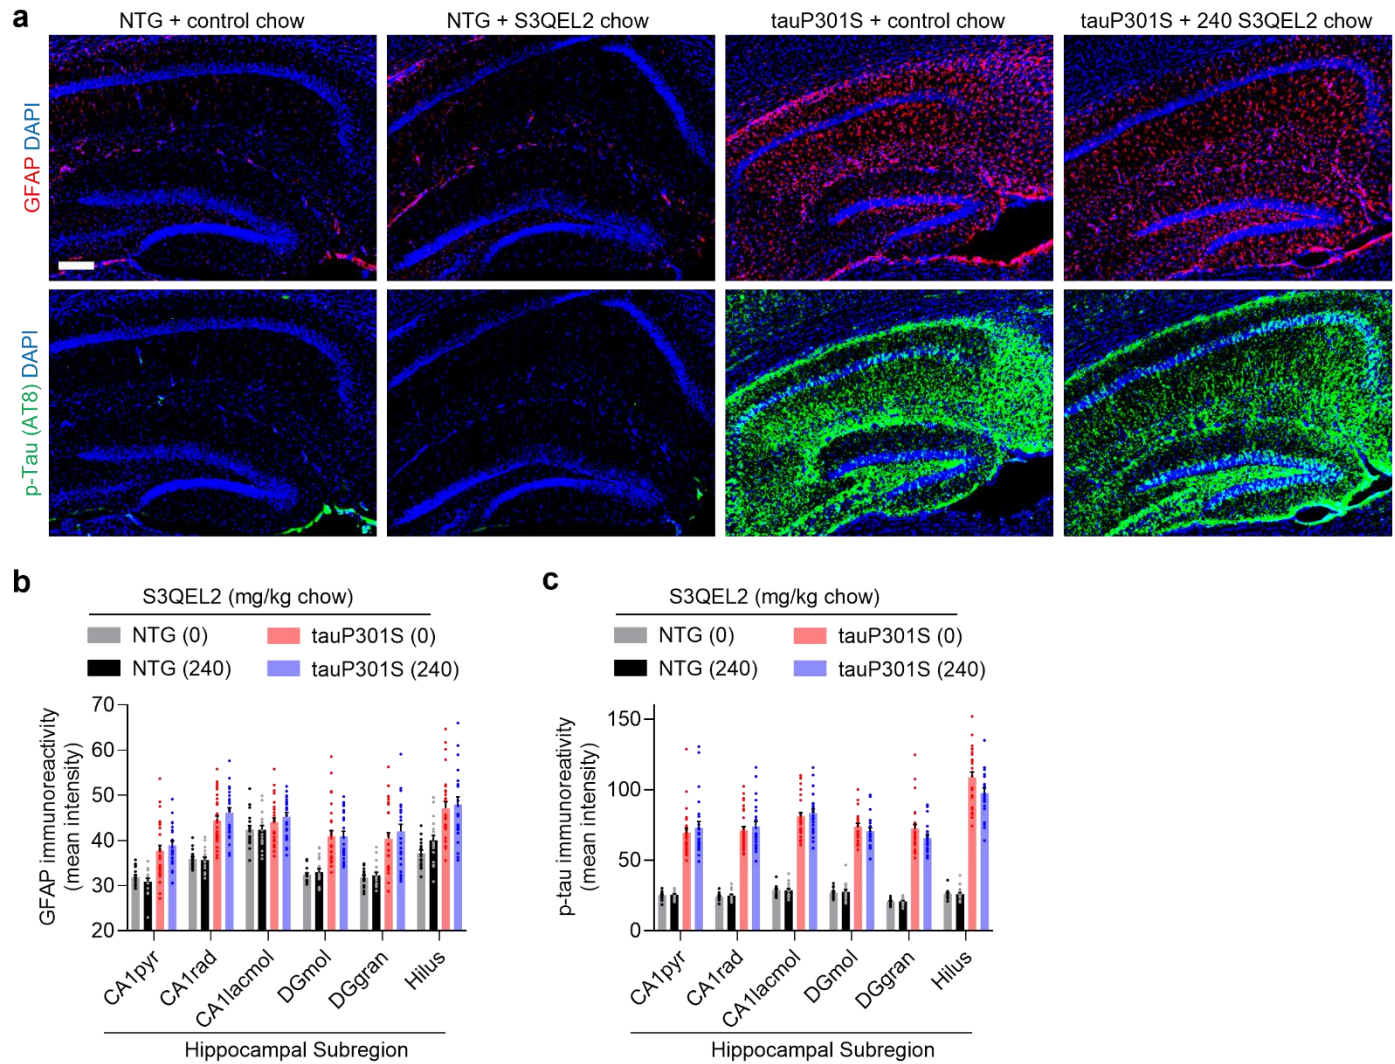 a
NTG + control chow
NTG + S3QEL2 chow
tauP301S + control chow
tauP301S + 240 S3QEL2 chow
GFAP DAPI
p-Tau (AT8) DAPI
b
S3QEL2 (mg/kg chow)
NTG (0)
tauP301S (0)
NTG (240)
tauP301S (240)
GFAP immunoreactivity
(mean intensity)
70
60
50
40
30
20
CA1pyr
CA1rad
CA1lacmol
DGmol
DGgran
Hilus
Hippocampal Subregion
c
S3QEL2 (mg/kg chow)
NTG (0)
tauP301S (0)
NTG (240)
tauP301S (240)
p-tau immunoreativity
(mean intensity)
150
100
50
0
CA1pyr
CA1rad
CA1lacmol
DGmol
DGgran
Hilus
Hippocampal Subregion